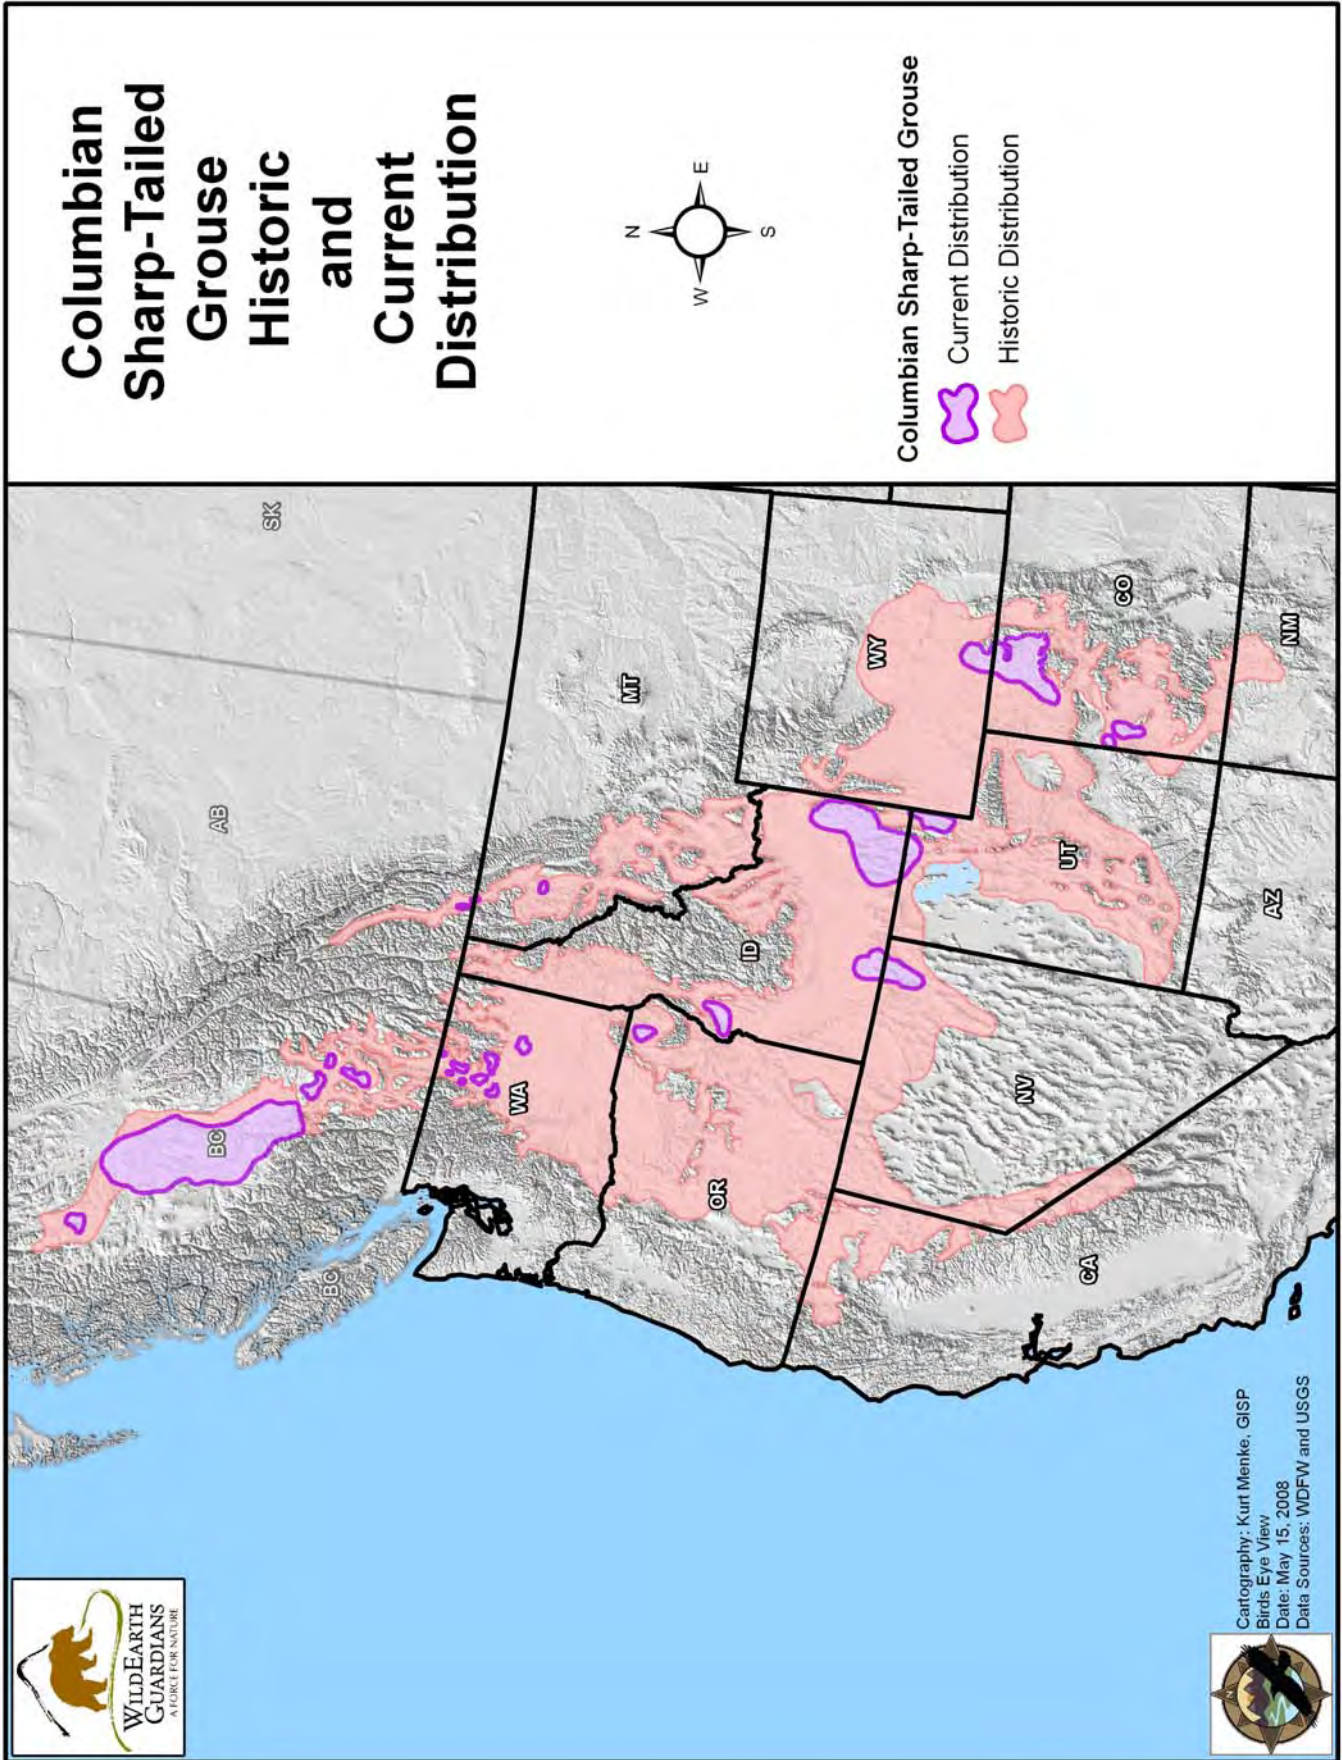 Columbian
Sharp-Tailed
Grouse
Historic
and
Current
Distribution
N
W
E
S
Columbian Sharp-Tailed Grouse
Current Distribution
Historic Distribution
SK
AB
BC
BC
MT
WA
ID
OR
WY
CO
NM
UT
AZ
NV
CA
WILDEARTH
GUARDIANS
A FORCE FOR NATURE
Cartography: Kurt Menke, GISP
Birds Eye View
Date: May 15, 2008
Data Sources: WDFW and USGS